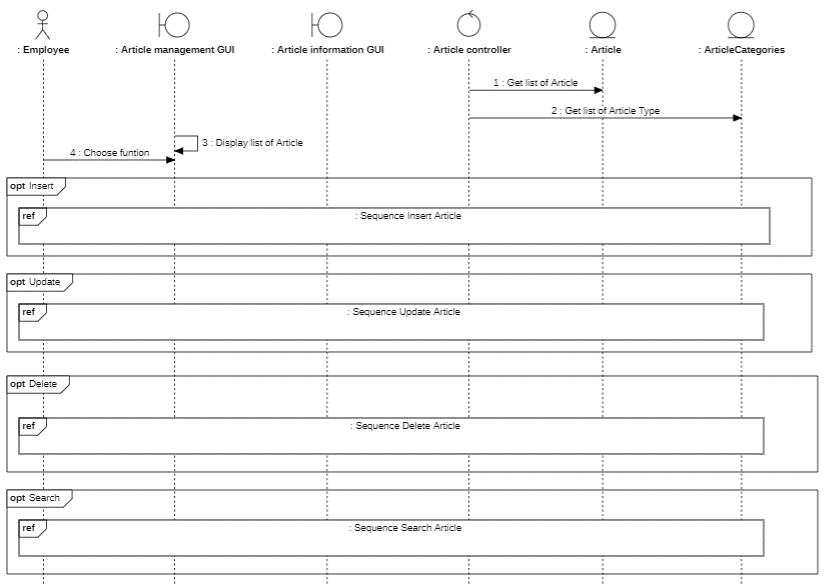 : Employee
: Article management GUI
: Article information GUI
: Article controller
: Article
: ArticleCategories
1 : Get list of Article
2 : Get list of Article Type
3 : Display list of Article
4 : Choose funtion
opt Insert
ref
: Sequence Insert Article
opt Update
ref
: Sequence Update Article
opt Delete
ref
: Sequence Delete Article
opt Search
ref
: Sequence Search Article